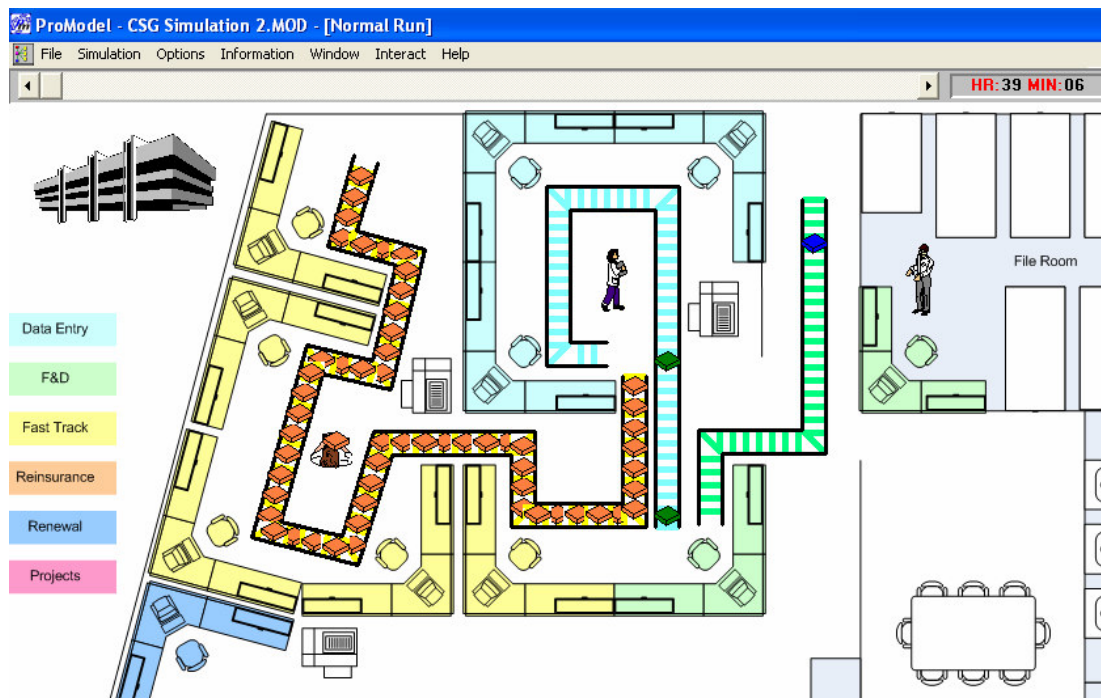 ProModel - CSG Simulation 2.MOD - [Normal Run]
File Simulation Options Information Window Interact Help
HR: 39 MIN: 06
File Room
Data Entry
F&D
Fast Track
Reinsurance
Renewal
Projects